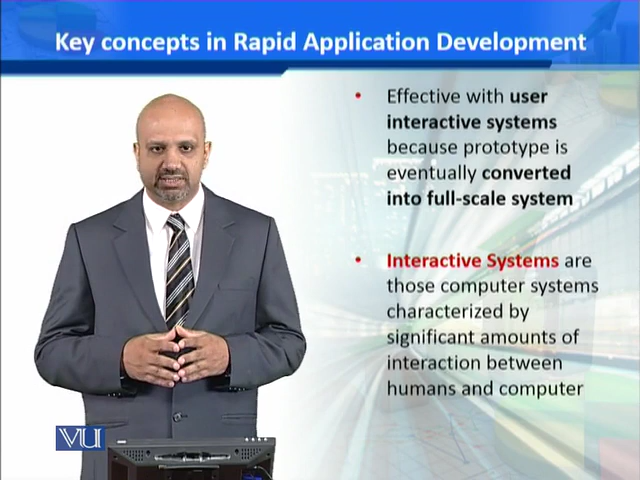 Key concepts in Rapid Application Development
• Effective with user
interactive systems
because prototype is
eventually converted
into full-scale system
• Interactive Systems are
those computer systems
characterized by
significant amounts of
interaction between
humans and computer
VU